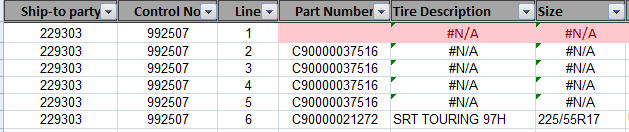 Ship-to party Control No Line Part Number Tire Description Size
229303 992507 1 #N/A #N/A
229303 992507 2 C90000037516 #N/A #N/A
229303 992507 3 C90000037516 #N/A #N/A
229303 992507 4 C90000037516 #N/A #N/A
229303 992507 5 C90000037516 #N/A #N/A
229303 992507 6 C90000021272 SRT TOURING 97H 225/55R17